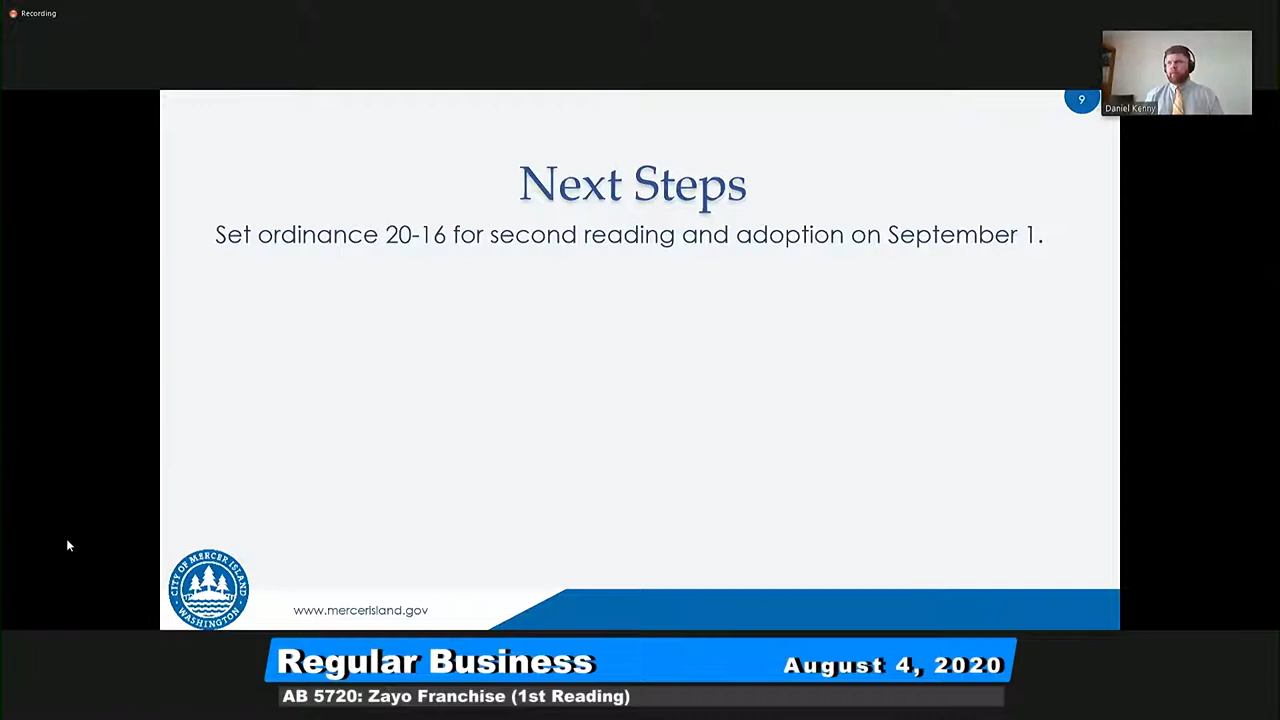 Recording
Daniel Kenny
9
Next Steps
Set ordinance 20-16 for second reading and adoption on September 1.
CITY OF MERCER ISLAND
WASHINGTON
www.mercerisland.gov
Regular Business
August 4, 2020
AB 5720: Zayo Franchise (1st Reading)